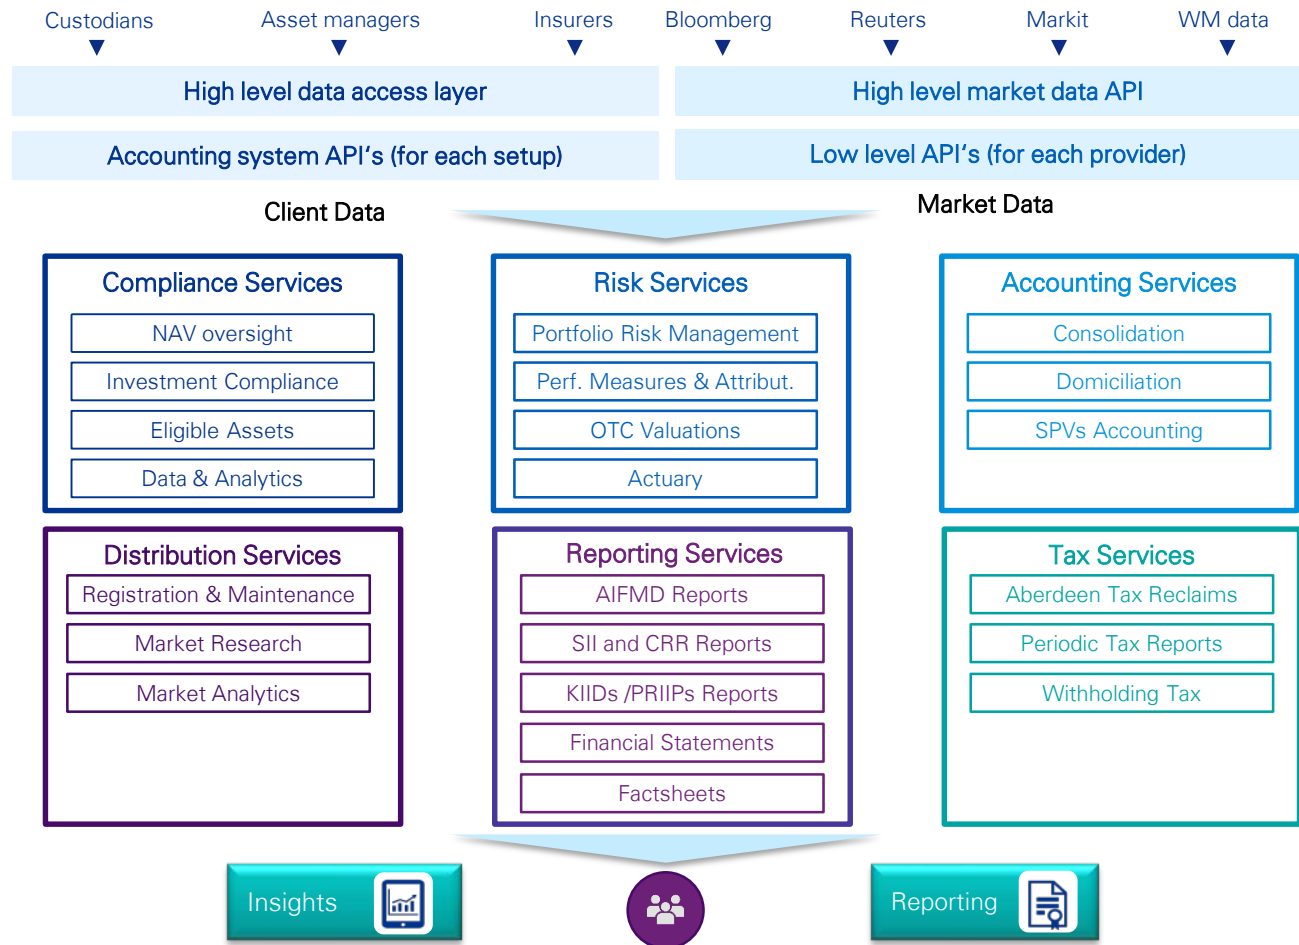 Custodians
Asset managers
Insurers
Bloomberg
Reuters
Markit
WM data
High level data access layer
High level market data API
Accounting system API‘s (for each setup)
Low level API‘s (for each provider)
Client Data
Market Data
Compliance Services
NAV oversight
Investment Compliance
Eligible Assets
Data & Analytics
Risk Services
Portfolio Risk Management
Perf. Measures & Attribut.
OTC Valuations
Actuary
Accounting Services
Consolidation
Domiciliation
SPVs Accounting
Distribution Services
Registration & Maintenance
Market Research
Market Analytics
Reporting Services
AIFMD Reports
SII and CRR Reports
KIIDs /PRIIPs Reports
Financial Statements
Factsheets
Tax Services
Aberdeen Tax Reclaims
Periodic Tax Reports
Withholding Tax
Insights
Reporting